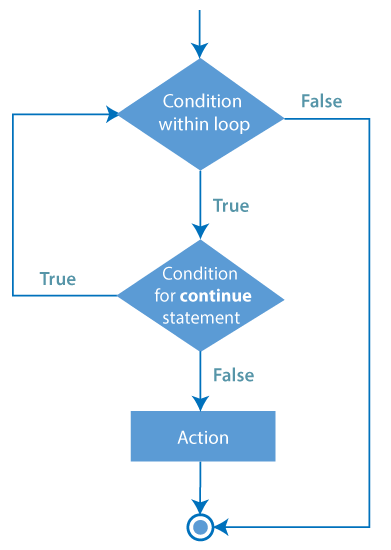 Condition
within loop
False
True
Condition
for continue
statement
True
False
Action